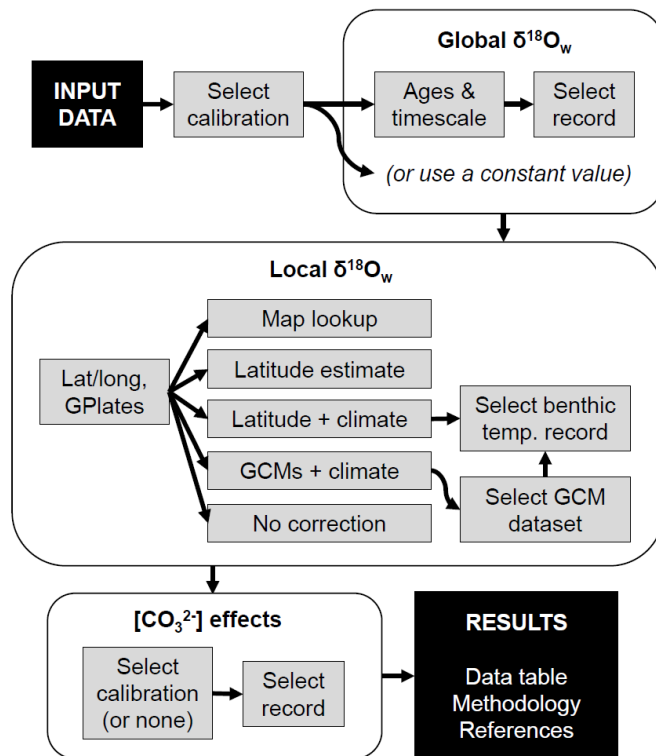 Global δ¹⁸Oᵥᵥ
INPUT
DATA
Select
calibration
Ages &
timescale
Select
record
(or use a constant value)
Local δ¹⁸Oᵥᵥ
Lat/long,
GPlates
Map lookup
Latitude estimate
Latitude + climate
GCMs + climate
No correction
Select benthic
temp. record
Select GCM
dataset
[CO₃²⁻] effects
Select
calibration
(or none)
Select
record
RESULTS
Data table
Methodology
References